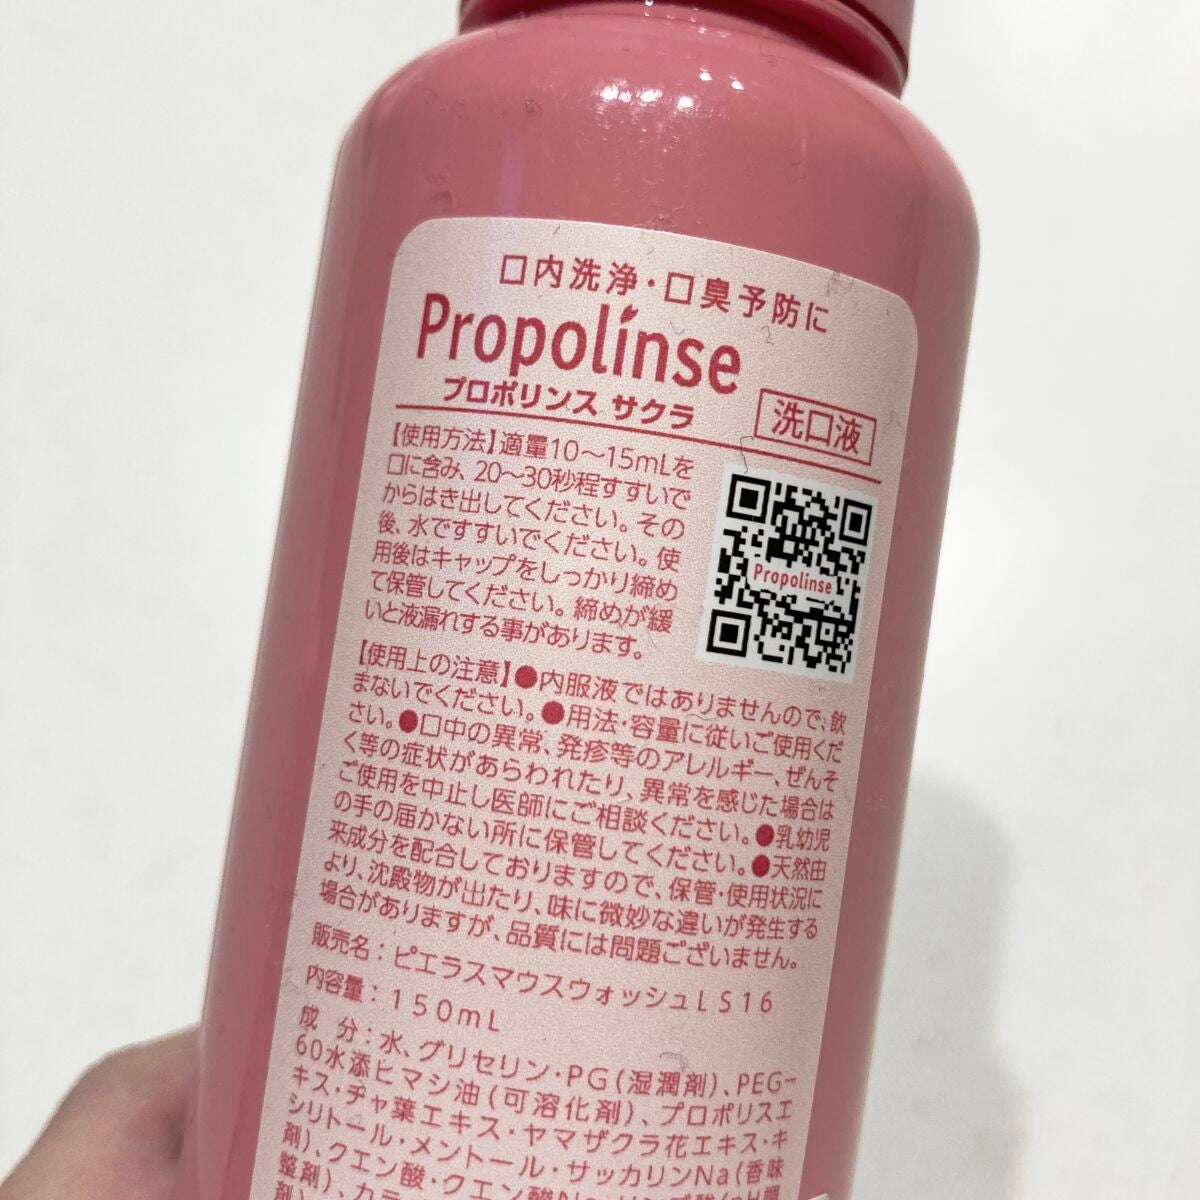 口内洗浄・口臭予防に
Propolinse
プロポリンス サクラ
洗口液
【使用方法】適量10〜15mLを
口に含み、20〜30秒程すすいで
からはき出してください。その
後、水ですすいでください。使
用後はキャップをしっかり締め
て保管してください。締めが緩
いと液漏れする事があります。
Propolinse
【使用上の注意】●内服液ではありませんので、飲
まないでください。●用法・容量に従いご使用くだ
さい。●口中の異常、発疹等のアレルギー、ぜんそ
く等の症状があらわれたり、異常を感じた場合は
ご使用を中止し医師にご相談ください。●乳幼児
の手の届かない所に保管してください。●天然由
来成分を配合しておりますので、保管・使用状況に
より、沈殿物が出たり、味に微妙な違いが発生する
場合がありますが、品質には問題ございません。
販売名：ピエラスマウスウォッシュLS16
内容量：150mL
成 分：水、グリセリン・PG(湿潤剤)、PEG-
60水添ヒマシ油(可溶化剤)、プロポリスエ
キス・チャ葉エキス・ヤマザクラ花エキス・キ
シリトール・メントール・サッカリンNa(香味
剤)、クエン酸・クエン酸Na
整剤)、カラ